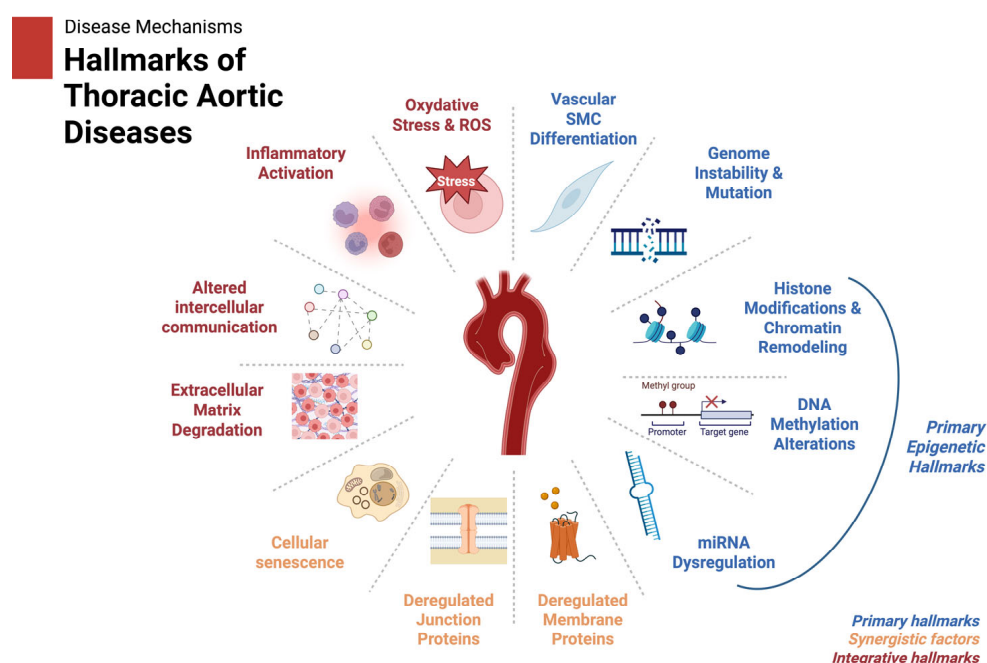 Disease Mechanisms
Hallmarks of
Thoracic Aortic
Diseases
Oxydative
Stress & ROS
Stress
Vascular
SMC
Differentiation
Inflammatory
Activation
Genome
Instability &
Mutation
Altered
intercellular
communication
Histone
Modifications &
Chromatin
Remodeling
Extracellular
Matrix
Degradation
Methyl group
Promoter
Target gene
DNA
Methylation
Alterations
Primary
Epigenetic
Hallmarks
Cellular
senescence
miRNA
Dysregulation
Deregulated
Junction
Proteins
Deregulated
Membrane
Proteins
Primary hallmarks
Synergistic factors
Integrative hallmarks